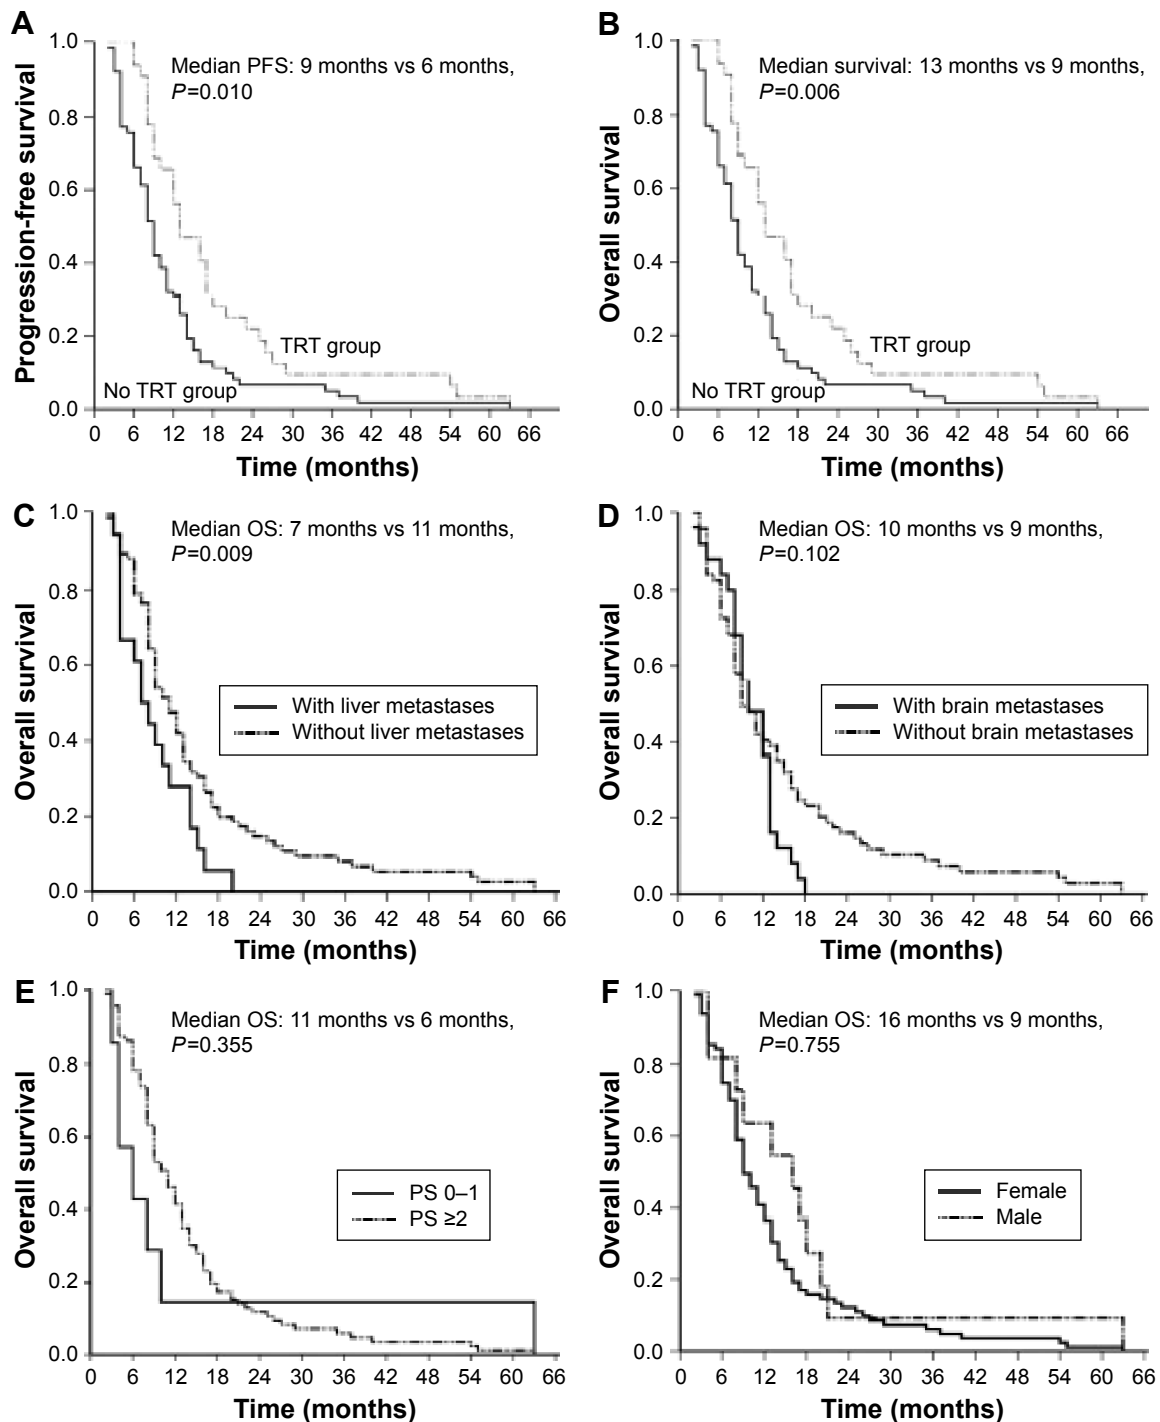 A
Progression-free survival
1.0
0.8
0.6
0.4
0.2
0.0
Median PFS: 9 months vs 6 months,
P=0.010
TRT group
No TRT group
0 6 12 18 24 30 36 42 48 54 60 66
Time (months)
B
Overall survival
1.0
0.8
0.6
0.4
0.2
0.0
Median survival: 13 months vs 9 months,
P=0.006
TRT group
No TRT group
0 6 12 18 24 30 36 42 48 54 60 66
Time (months)
C
Overall survival
1.0
0.8
0.6
0.4
0.2
0.0
Median OS: 7 months vs 11 months,
P=0.009
With liver metastases
Without liver metastases
0 6 12 18 24 30 36 42 48 54 60 66
Time (months)
D
Overall survival
1.0
0.8
0.6
0.4
0.2
0.0
Median OS: 10 months vs 9 months,
P=0.102
With brain metastases
Without brain metastases
0 6 12 18 24 30 36 42 48 54 60 66
Time (months)
E
Overall survival
1.0
0.8
0.6
0.4
0.2
0.0
Median OS: 11 months vs 6 months,
P=0.355
PS 0–1
PS ≥2
0 6 12 18 24 30 36 42 48 54 60 66
Time (months)
F
Overall survival
1.0
0.8
0.6
0.4
0.2
0.0
Median OS: 16 months vs 9 months,
P=0.755
Female
Male
0 6 12 18 24 30 36 42 48 54 60 66
Time (months)